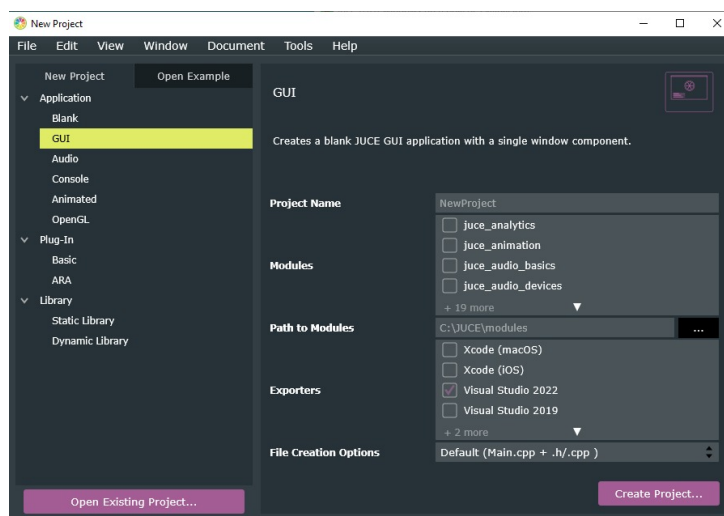 New Project
File Edit View Window Document Tools Help
New Project Open Example
Application
Blank
GUI
Audio
Console
Animated
OpenGL
Plug-In
Basic
ARA
Library
Static Library
Dynamic Library
Open Existing Project...
GUI
Creates a blank JUCE GUI application with a single window component.
Project Name NewProject
Modules
juce_analytics
juce_animation
juce_audio_basics
juce_audio_devices
+ 19 more
Path to Modules C:\JUCE\modules ...
Exporters
Xcode (macOS)
Xcode (iOS)
Visual Studio 2022
Visual Studio 2019
+ 2 more
File Creation Options Default (Main.cpp + .h/.cpp )
Create Project...